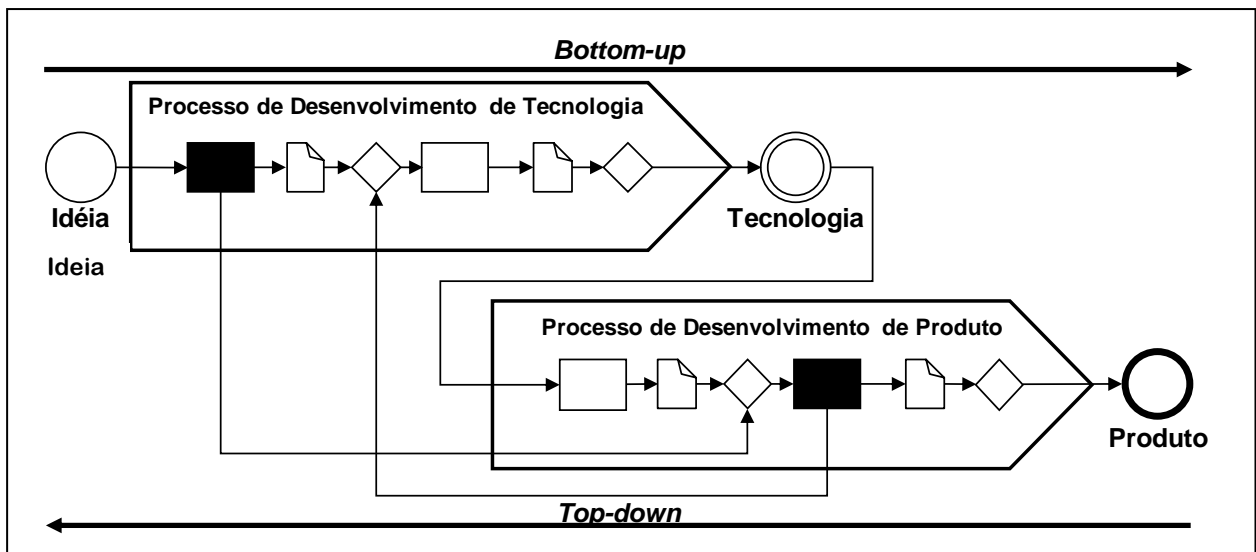 Bottom-up
Processo de Desenvolvimento de Tecnologia
Idéia
Tecnologia
Ideia
Processo de Desenvolvimento de Produto
Produto
Top-down